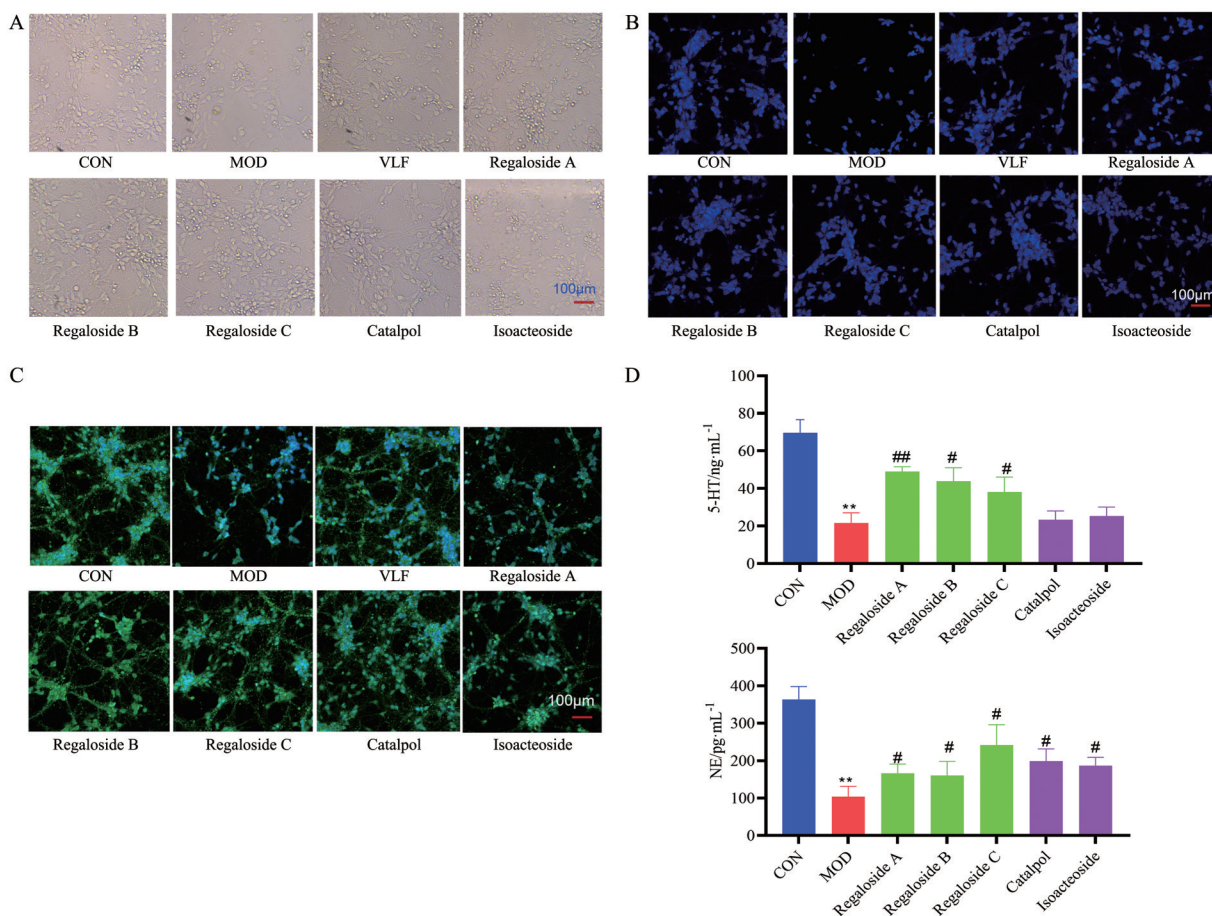 A
CON MOD VLF Regaloside A
100μm
Regaloside B Regaloside C Catalpol Isoacteoside
B
CON MOD VLF Regaloside A
100μm
Regaloside B Regaloside C Catalpol Isoacteoside
C
CON MOD VLF Regaloside A
100μm
Regaloside B Regaloside C Catalpol Isoacteoside
D
5-HT/ng·mL⁻¹
100
80
60
40
20
0
** ## # #
CON MOD Regaloside A Regaloside B Regaloside C Catalpol Isoacteoside
NE/pg·mL⁻¹
500
400
300
200
100
0
** # # # # #
CON MOD Regaloside A Regaloside B Regaloside C Catalpol Isoacteoside